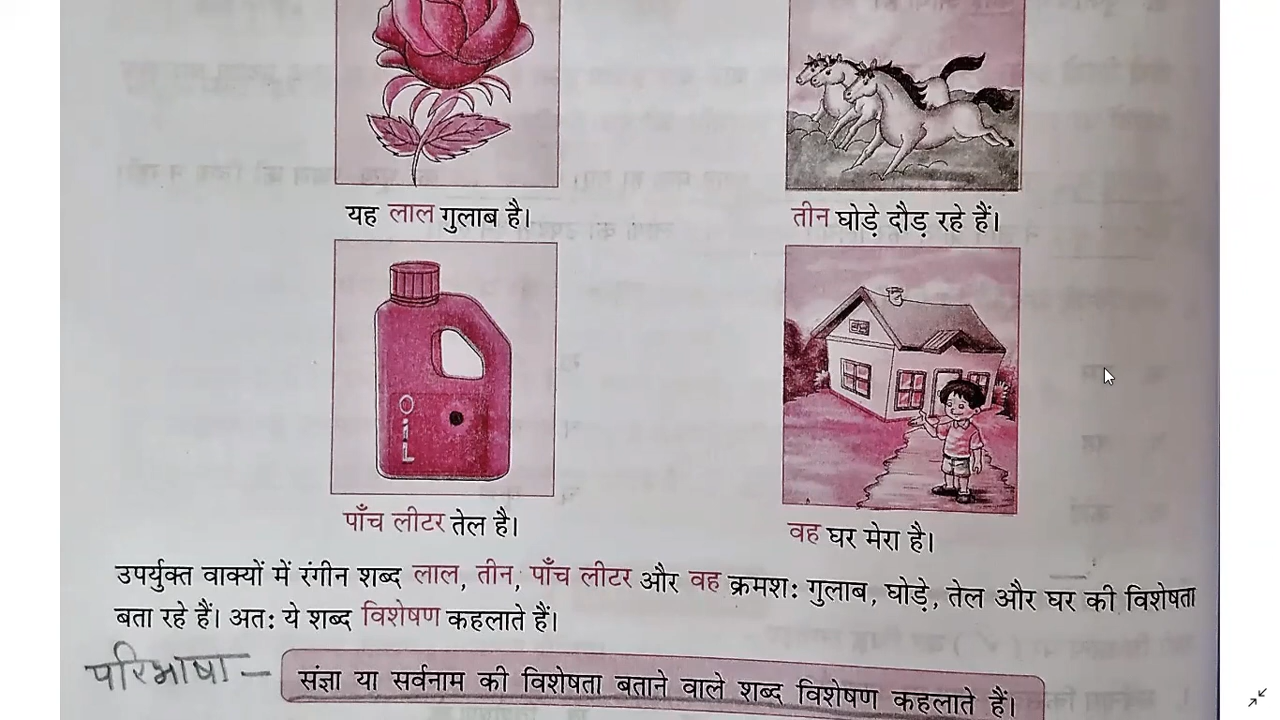 यह लाल गुलाब है।
तीन घोड़े दौड़ रहे हैं।
OiL
पाँच लीटर तेल है।
वह घर मेरा है।
उपर्युक्त वाक्यों में रंगीन शब्द लाल, तीन, पाँच लीटर और वह क्रमशः गुलाब, घोड़े, तेल और घर की विशेषता
बता रहे हैं। अतः ये शब्द विशेषण कहलाते हैं।
परिभाषा –
संज्ञा या सर्वनाम की विशेषता बताने वाले शब्द विशेषण कहलाते हैं।